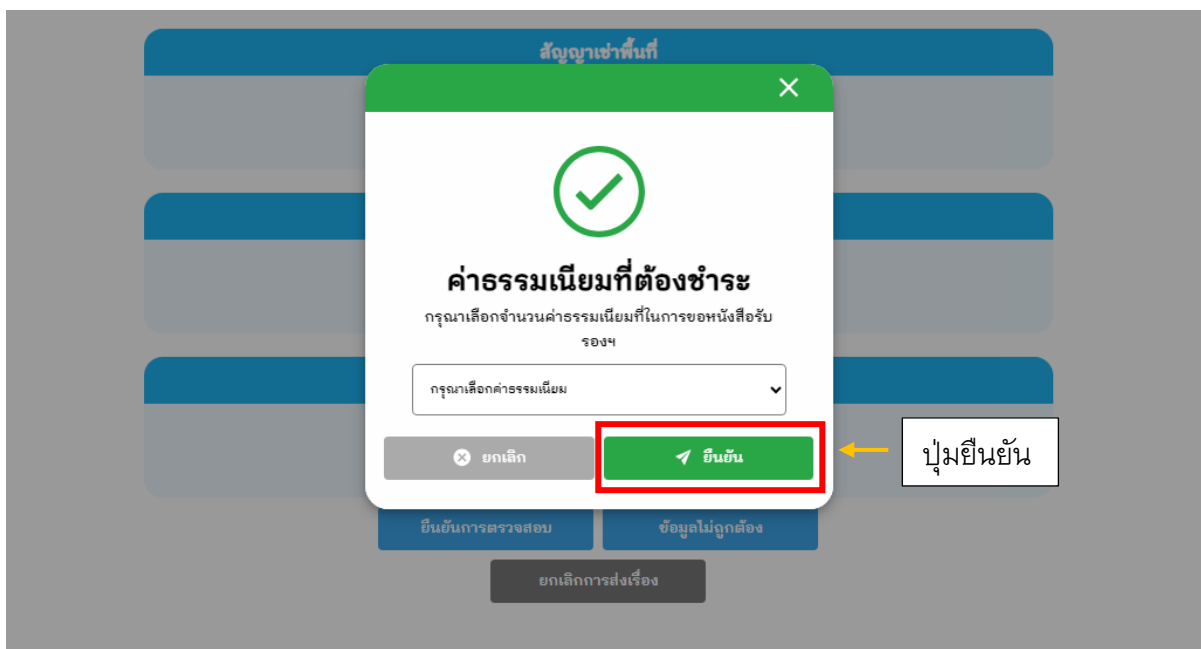 สัญญาเช่าพื้นที่
ค่าธรรมเนียมที่ต้องชำระ
กรุณาเลือกจำนวนค่าธรรมเนียมที่ในการขอหนังสือรับ
รองฯ
กรุณาเลือกค่าธรรมเนียม
ยกเลิก
ยืนยัน
ปุ่มยืนยัน
ยืนยันการตรวจสอบ
ข้อมูลไม่ถูกต้อง
ยกเลิกการส่งเรื่อง